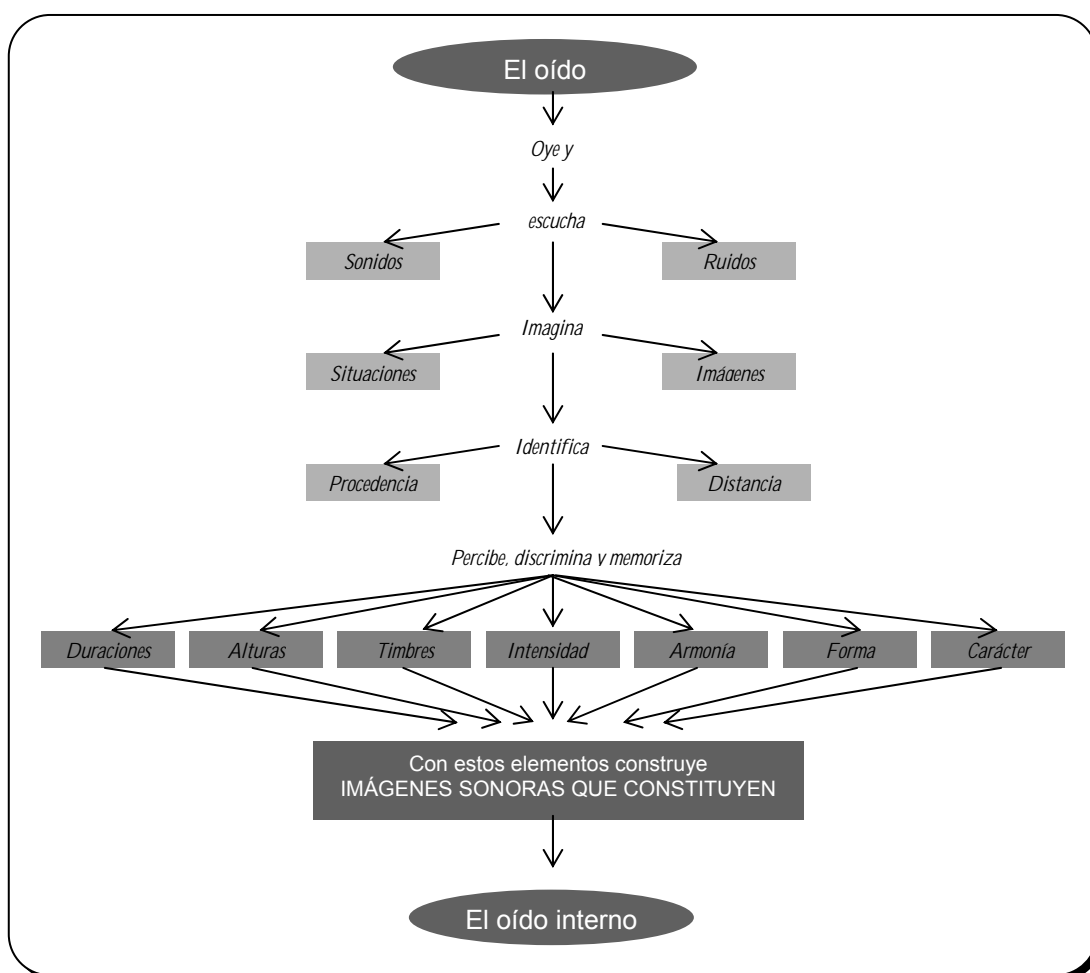 El oído
Oye y
escucha
Sonidos
Ruidos
Imagina
Situaciones
Imágenes
Identifica
Procedencia
Distancia
Percibe, discrimina y memoriza
Duraciones
Alturas
Timbres
Intensidad
Armonía
Forma
Carácter
Con estos elementos construye
IMÁGENES SONORAS QUE CONSTITUYEN
El oído interno